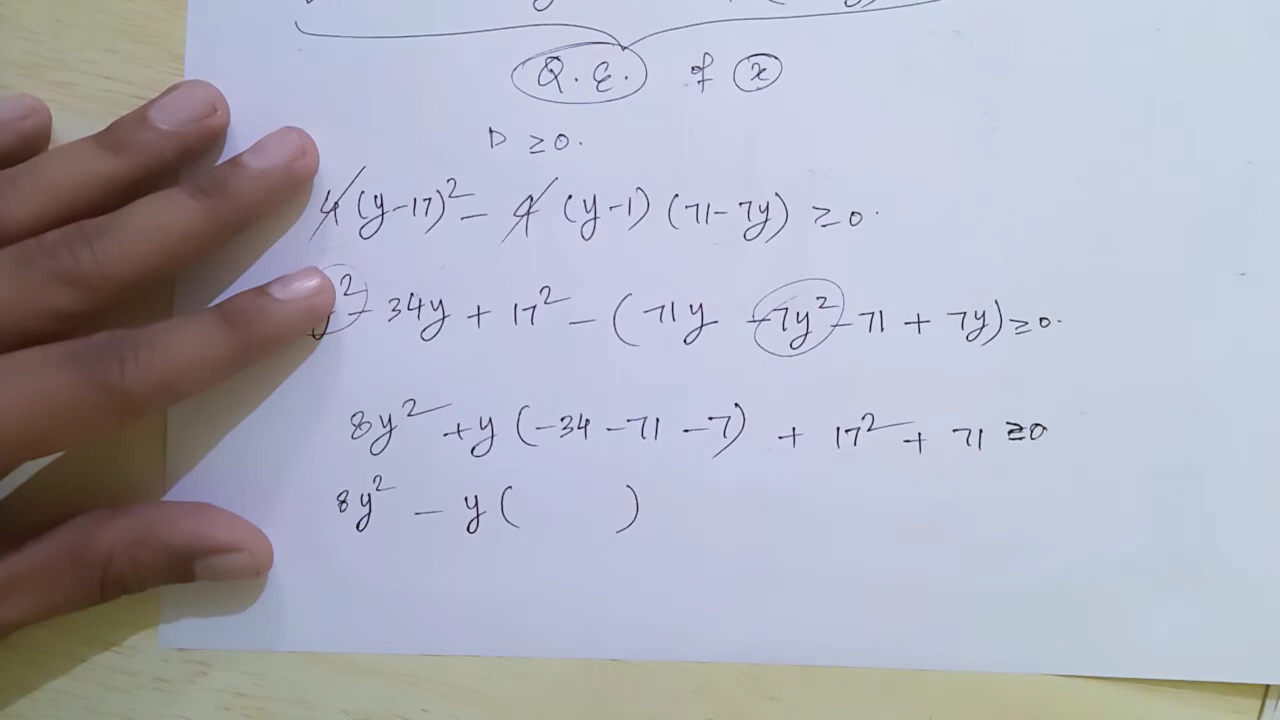 Q.E. of x
D ≥ 0.
4(y-17)² - 4(y-1)(71-7y) ≥ 0.
² - 34y + 17² - (71y - 7y² - 71 + 7y) ≥ 0.
8y² + y(-34 - 71 - 7) + 17² + 71 ≥ 0
8y² - y( )